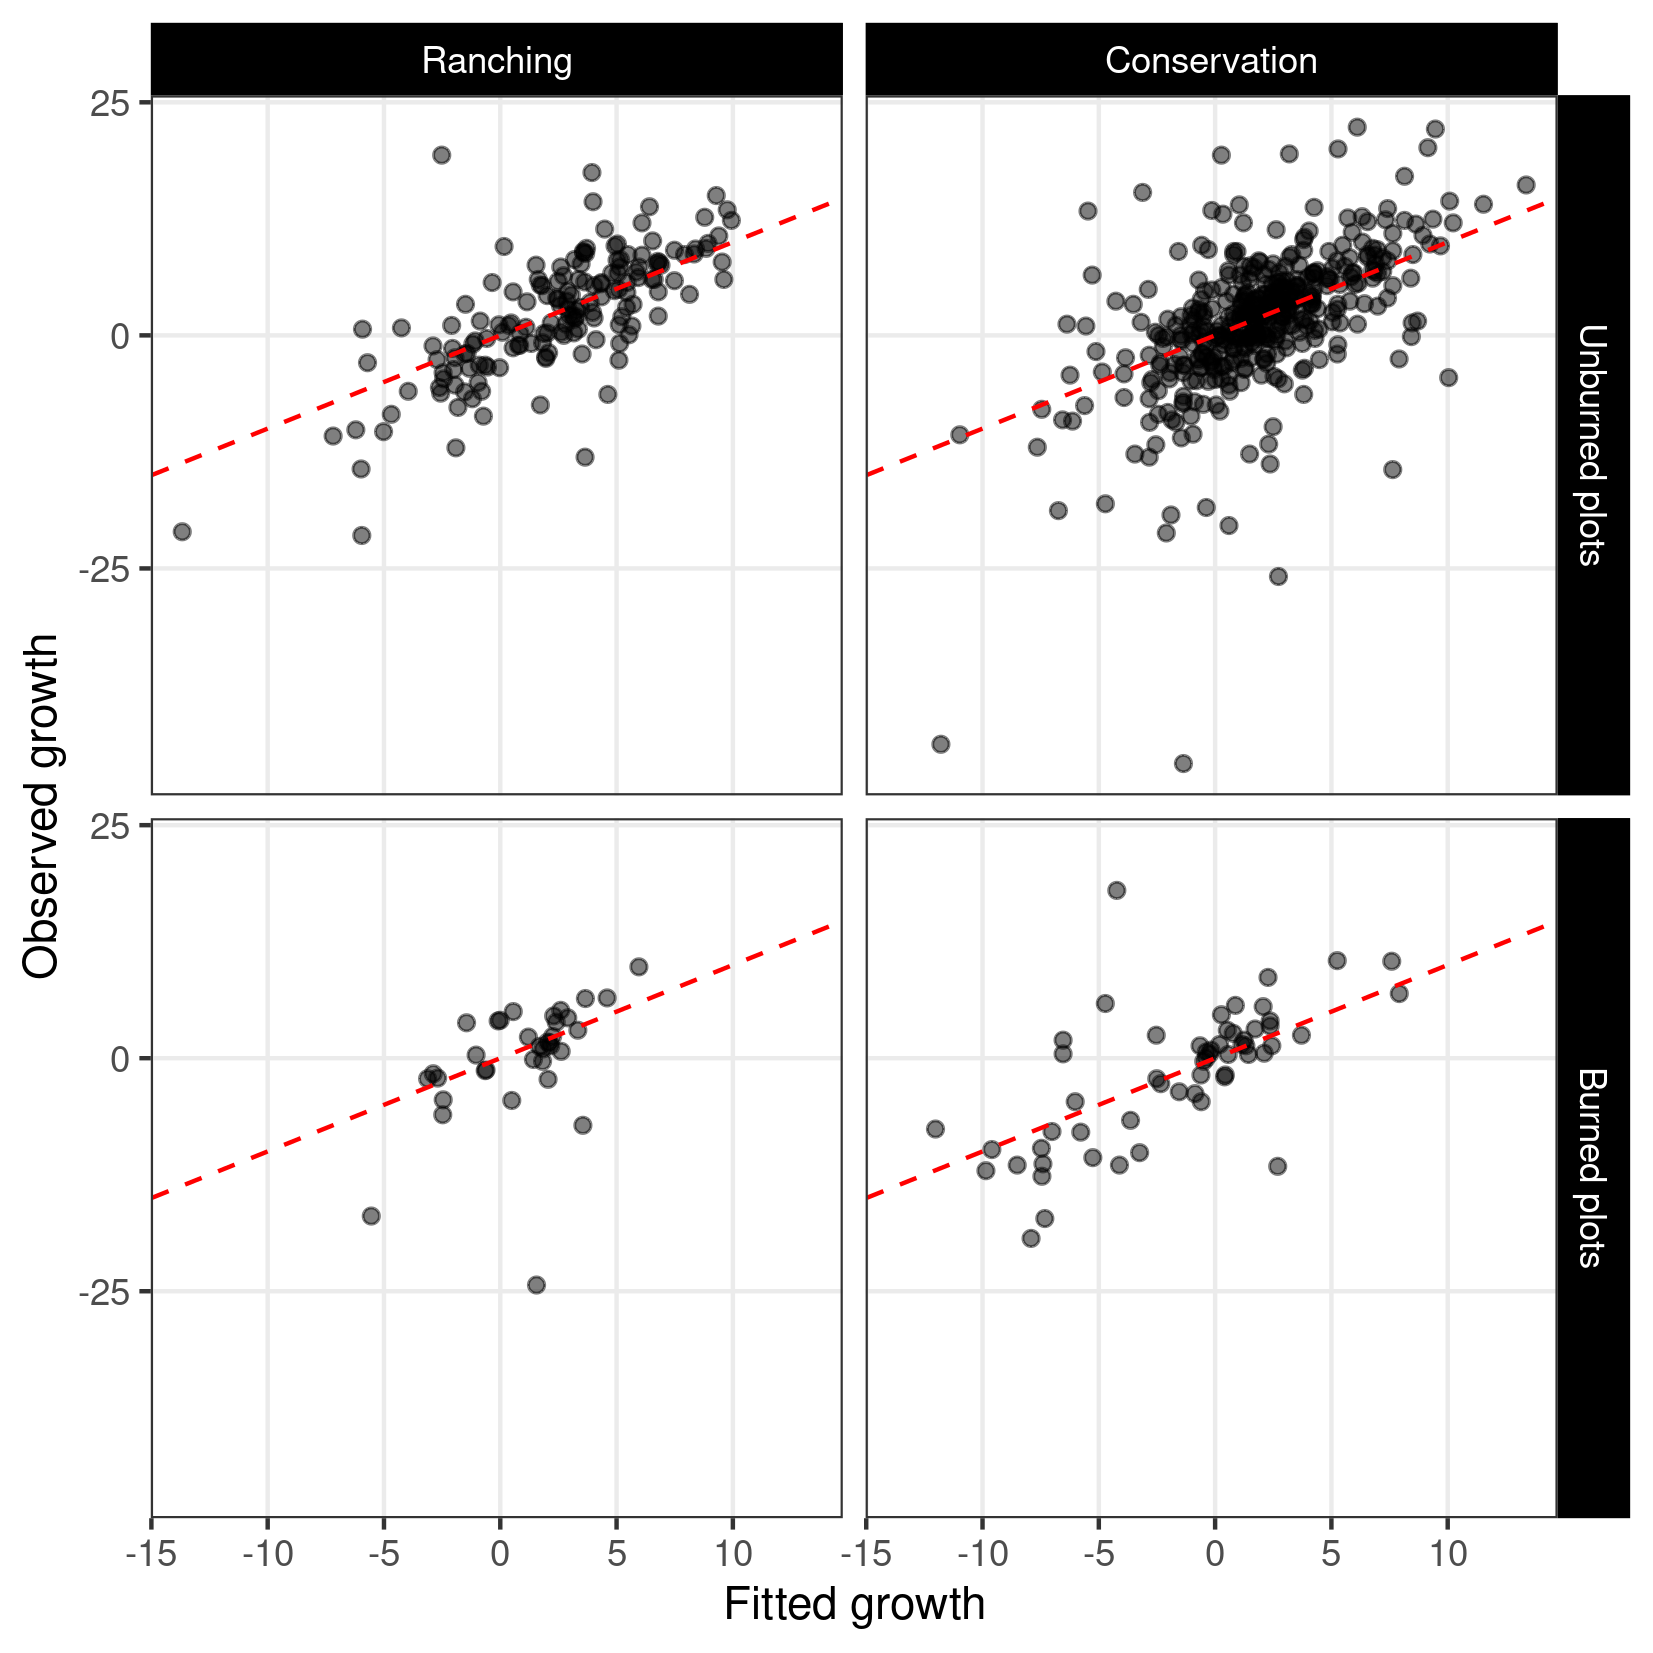 Ranching
Conservation
25
0
-25
Unburned plots
Observed growth
25
0
-25
Burned plots
-15 -10 -5 0 5 10 -15 -10 -5 0 5 10
Fitted growth